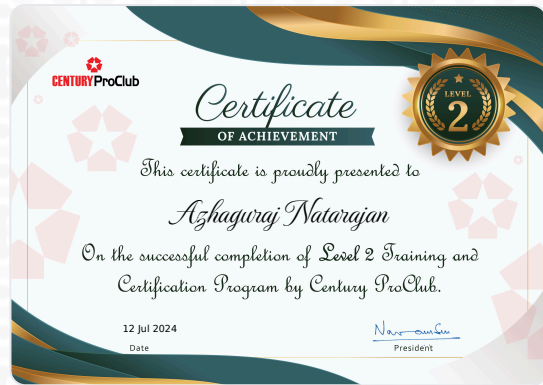 CENTURY ProClub
LEVEL
2
Certificate
OF ACHIEVEMENT
This certificate is proudly presented to
Azhaguraj Natarajan
On the successful completion of Level 2 Training and
Certification Program by Century ProClub.
12 Jul 2024
Date
President